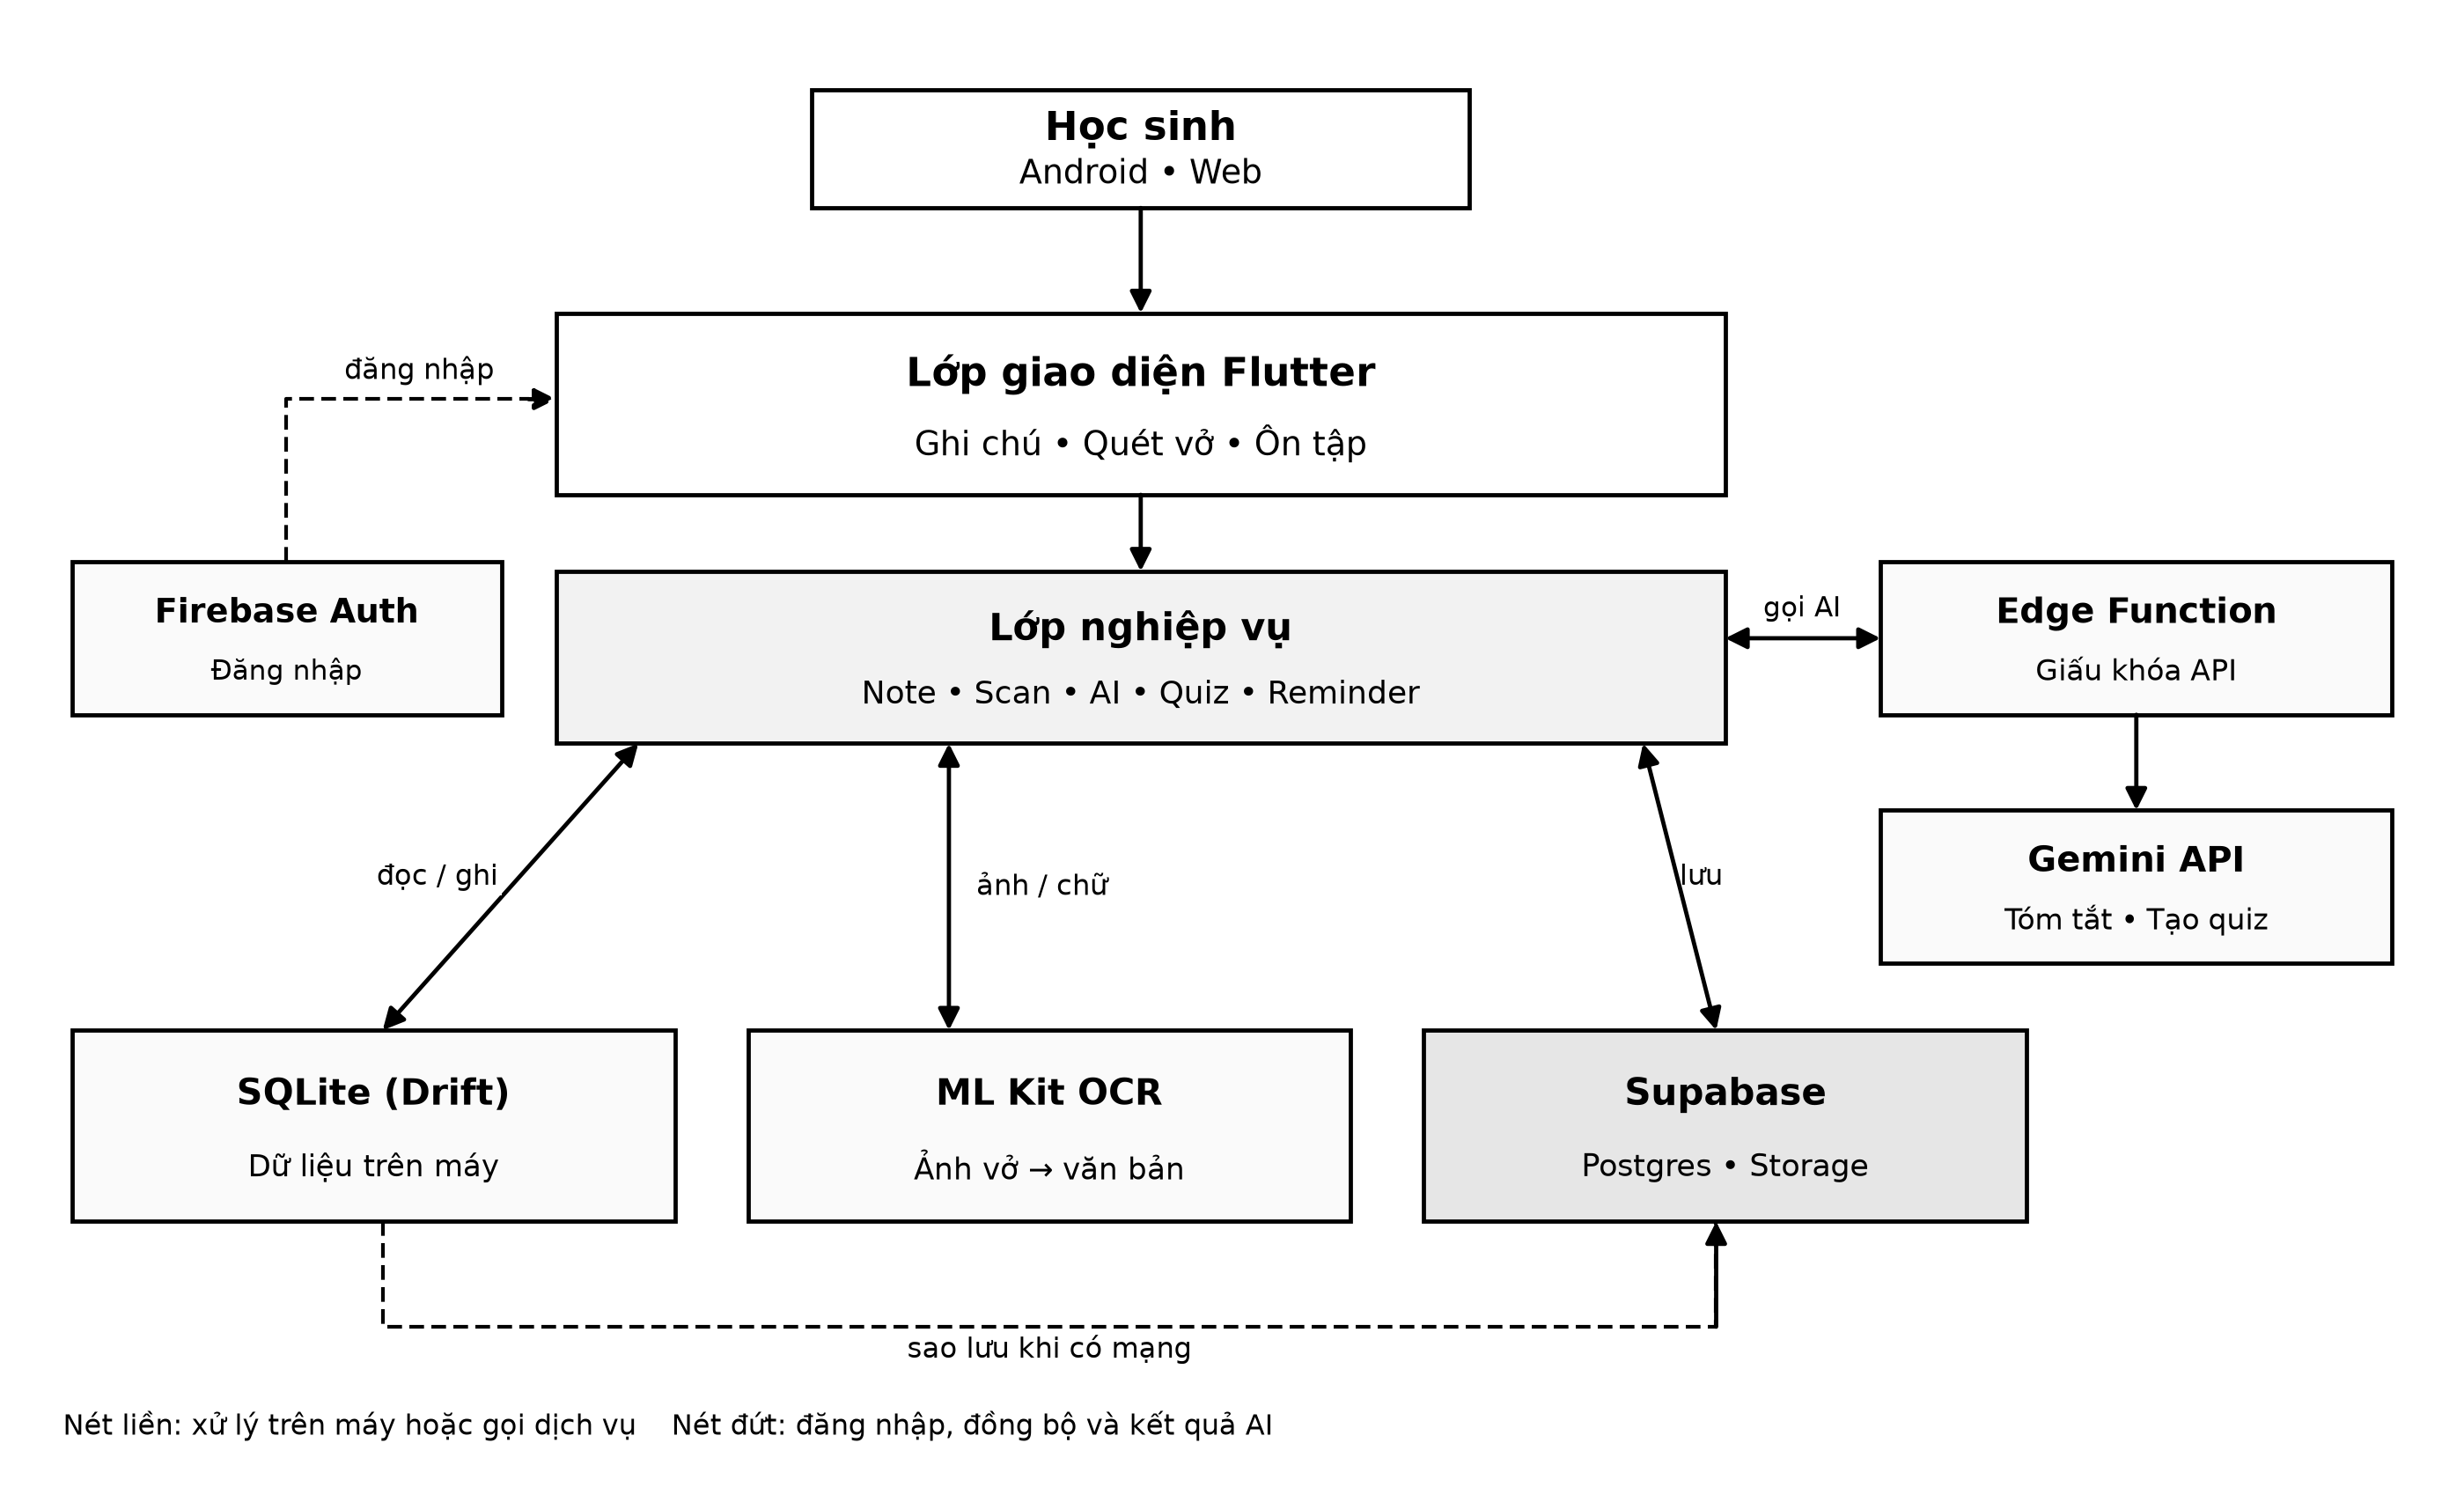 Học sinh
Android • Web
Lớp giao diện Flutter
Ghi chú • Quét vở • Ôn tập
đăng nhập
Firebase Auth
Đăng nhập
Lớp nghiệp vụ
Note • Scan • AI • Quiz • Reminder
gọi AI
Edge Function
Giấu khóa API
Gemini API
Tóm tắt • Tạo quiz
đọc / ghi
ảnh / chữ
lưu
SQLite (Drift)
Dữ liệu trên máy
ML Kit OCR
Ảnh vở → văn bản
Supabase
Postgres • Storage
sao lưu khi có mạng
Nét liền: xử lý trên máy hoặc gọi dịch vụ    Nét đứt: đăng nhập, đồng bộ và kết quả AI